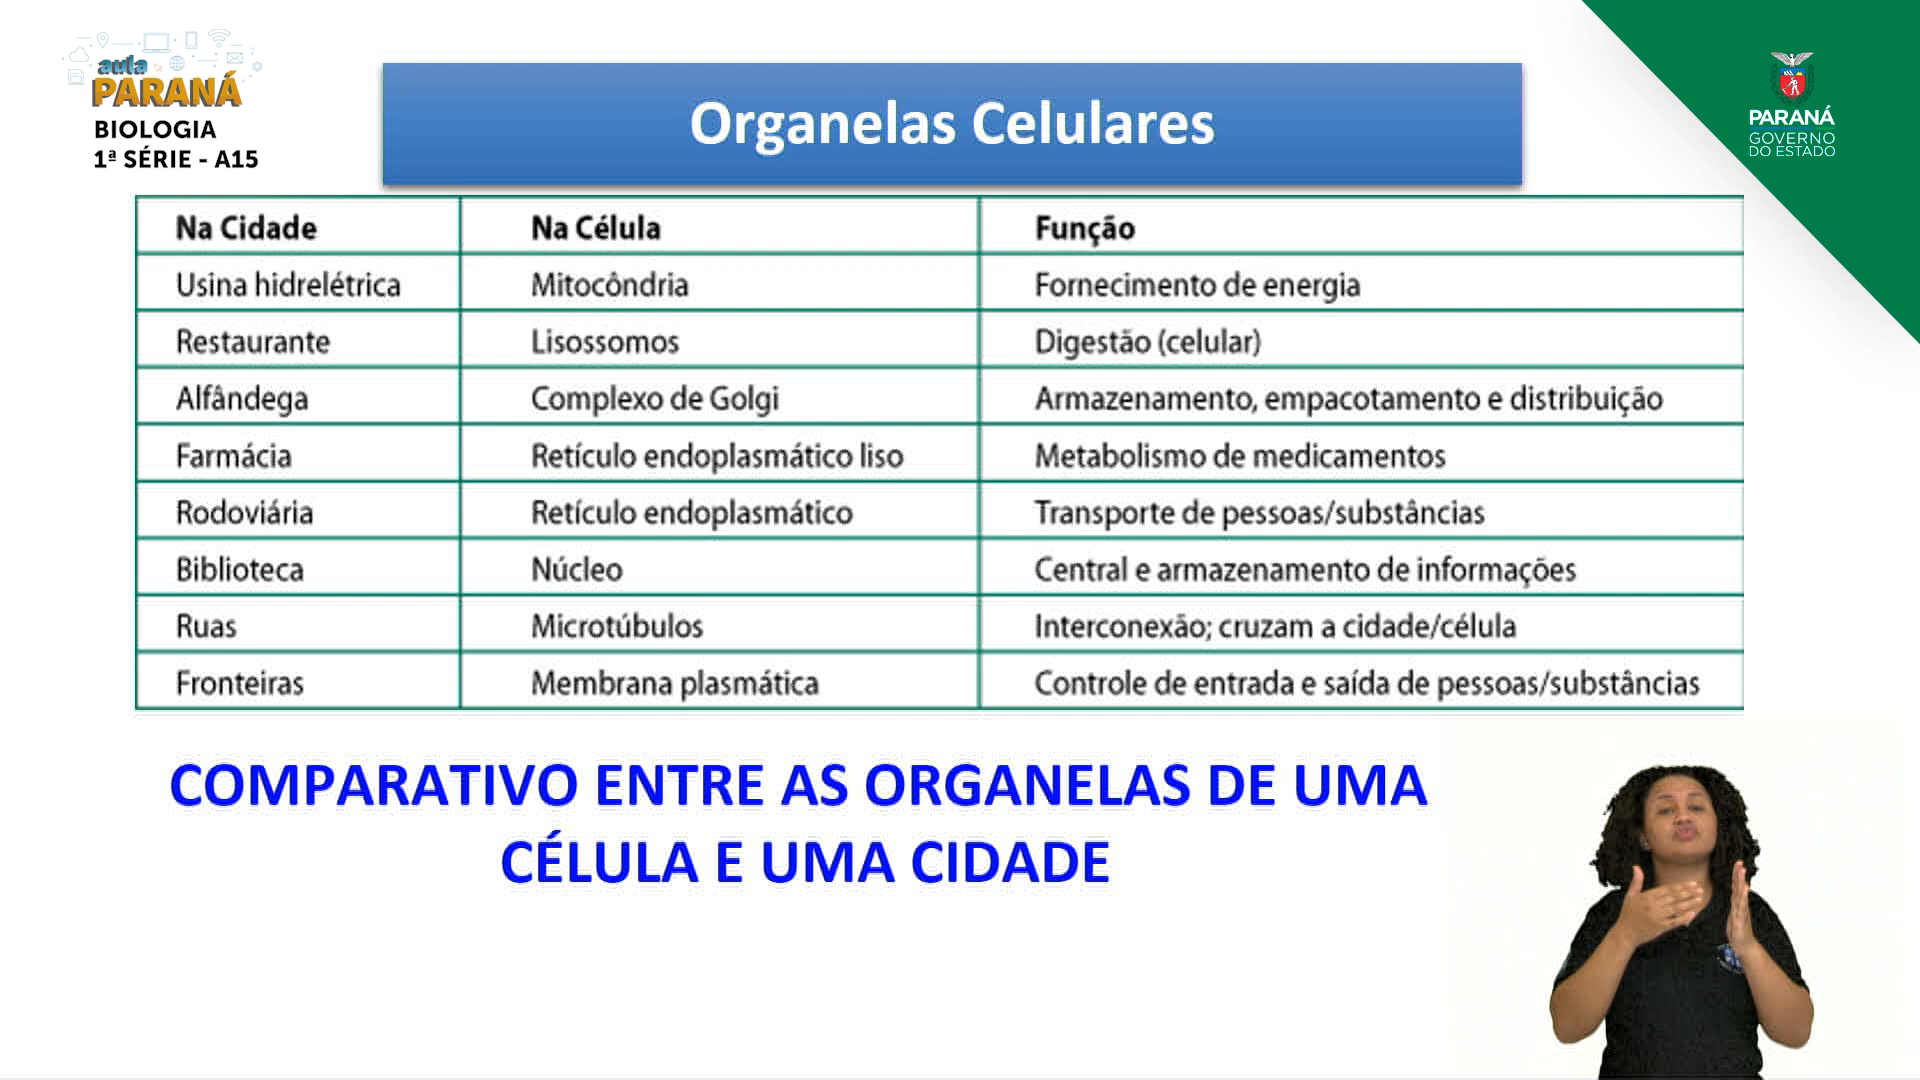 aula
PARANÁ
BIOLOGIA
1ª SÉRIE - A15
Organelas Celulares
PARANÁ
GOVERNO
DO ESTADO
Na Cidade Na Célula Função
Usina hidrelétrica Mitocôndria Fornecimento de energia
Restaurante Lisossomos Digestão (celular)
Alfândega Complexo de Golgi Armazenamento, empacotamento e distribuição
Farmácia Retículo endoplasmático liso Metabolismo de medicamentos
Rodoviária Retículo endoplasmático Transporte de pessoas/substâncias
Biblioteca Núcleo Central e armazenamento de informações
Ruas Microtúbulos Interconexão; cruzam a cidade/célula
Fronteiras Membrana plasmática Controle de entrada e saída de pessoas/substâncias
COMPARATIVO ENTRE AS ORGANELAS DE UMA
CÉLULA E UMA CIDADE